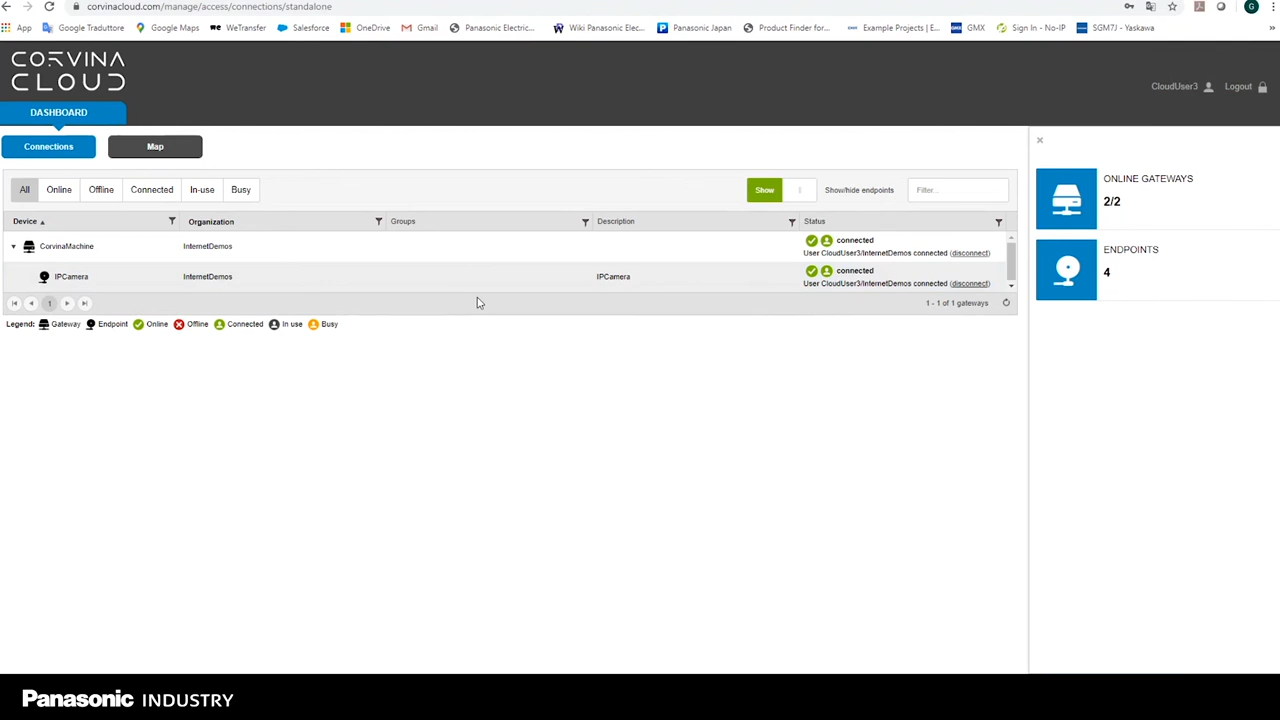 corvinacloud.com/manage/access/connections/standalone
G
App Google Traduttore Google Maps WeTransfer Salesforce OneDrive Gmail Panasonic Electric... Wiki Panasonic Elec... Panasonic Japan Product Finder for... Example Projects | E... GMX Sign In - No-IP SGM7J - Yaskawa »
CORVINA
CLOUD
CloudUser3 Logout
DASHBOARD
Connections Map
All Online Offline Connected In-use Busy Show Show/hide endpoints Filter...
Device Organization Groups Description Status
CorvinaMachine InternetDemos connected
User CloudUser3/InternetDemos connected (disconnect)
IPCamera InternetDemos IPCamera connected
User CloudUser3/InternetDemos connected (disconnect)
1 1 - 1 of 1 gateways
Legend: Gateway Endpoint Online Offline Connected In use Busy
ONLINE GATEWAYS
2/2
ENDPOINTS
4
Panasonic INDUSTRY